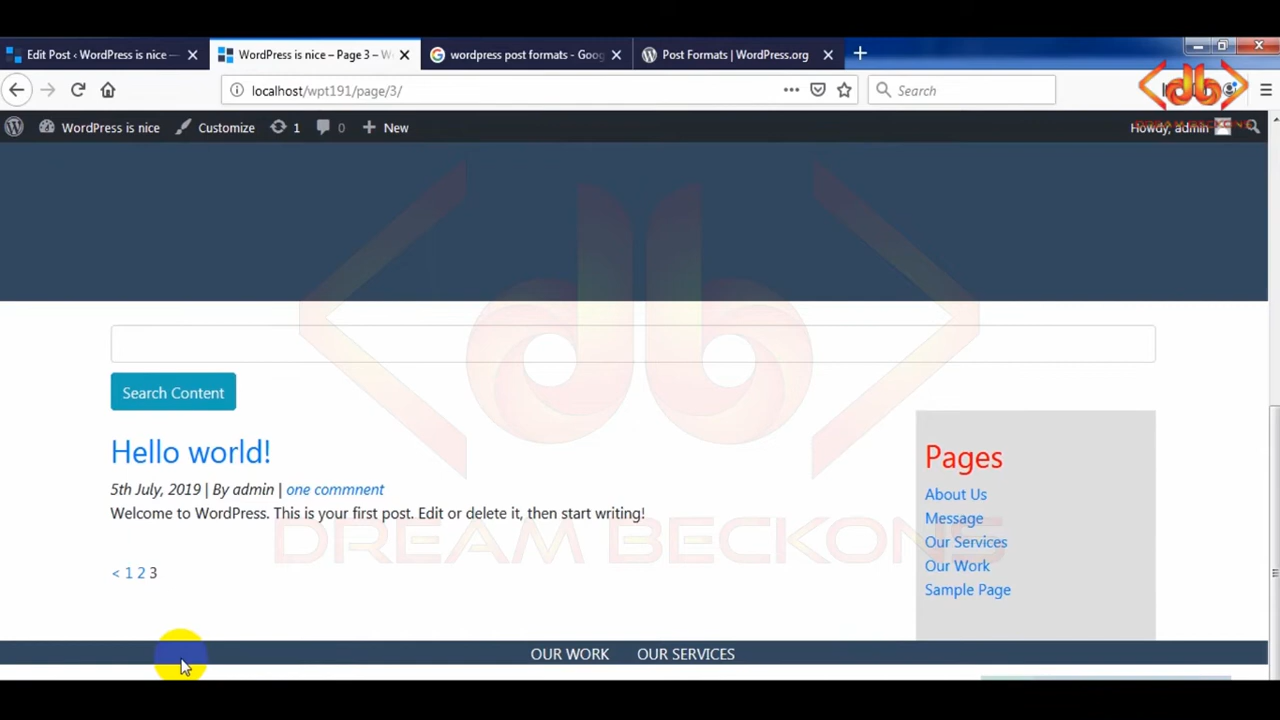 Edit Post ‹ WordPress is nice —
WordPress is nice – Page 3 – W
wordpress post formats - Goog
Post Formats | WordPress.org
localhost/wpt191/page/3/
Search
WordPress is nice
Customize
1
0
New
Howdy, admin
DREAM BECKONS
Search Content
Hello world!
5th July, 2019 | By admin | one commnent
Welcome to WordPress. This is your first post. Edit or delete it, then start writing!
< 1 2 3
Pages
About Us
Message
Our Services
Our Work
Sample Page
DREAM BECKONS
OUR WORK OUR SERVICES